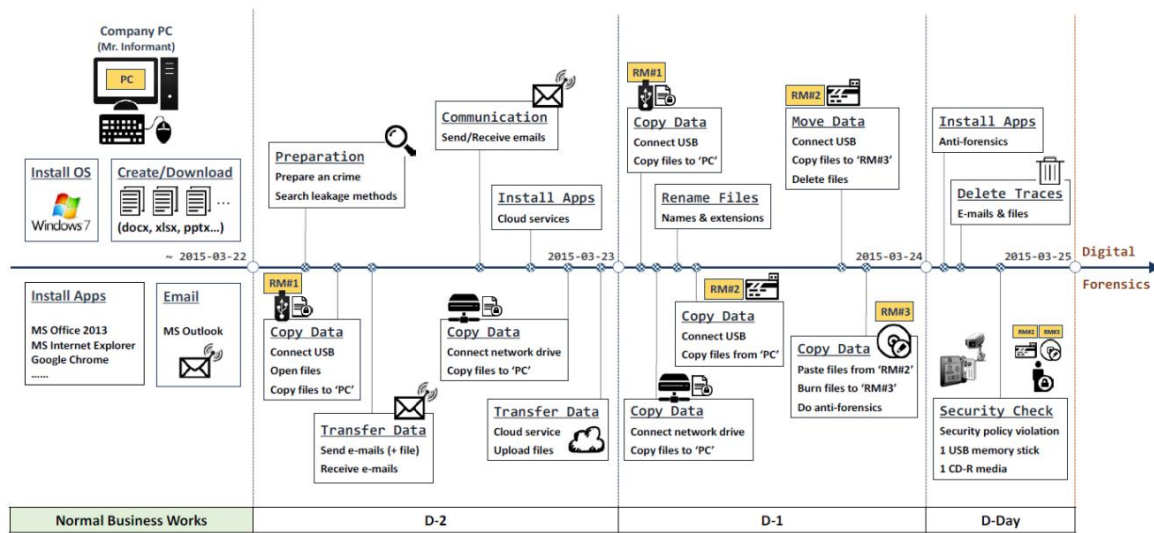 Company PC
(Mr. Informant)
PC
Install OS
Windows 7
Create/Download
...
(docx, xlsx, pptx...)
~ 2015-03-22
Install Apps
MS Office 2013
MS Internet Explorer
Google Chrome
......
Email
MS Outlook
Preparation
Prepare an crime
Search leakage methods
Communication
Send/Receive emails
Install Apps
Cloud services
2015-03-23
RM#1
Copy Data
Connect USB
Open files
Copy files to 'PC'
Transfer Data
Send e-mails (+ file)
Receive e-mails
Copy Data
Connect network drive
Copy files to 'PC'
Transfer Data
Cloud service
Upload files
RM#1
Copy Data
Connect USB
Copy files to 'PC'
Rename Files
Names & extensions
RM#2
Move Data
Connect USB
Copy files to 'RM#3'
Delete files
2015-03-24
RM#2
Copy Data
Connect USB
Copy files from 'PC'
Copy Data
Connect network drive
Copy files to 'PC'
RM#3
Copy Data
Paste files from 'RM#2'
Burn files to 'RM#3'
Do anti-forensics
Install Apps
Anti-forensics
Delete Traces
E-mails & files
2015-03-25
Digital
Forensics
RM#2
RM#3
Security Check
Security policy violation
1 USB memory stick
1 CD-R media
Normal Business Works
D-2
D-1
D-Day